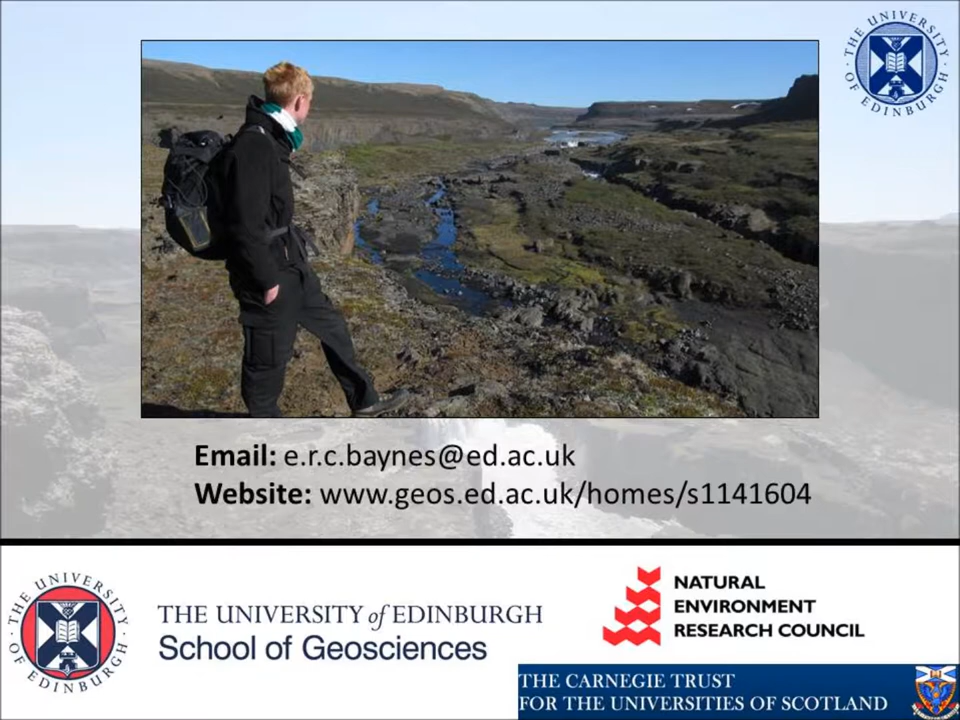 THE UNIVERSITY OF EDINBURGH
Email: e.r.c.baynes@ed.ac.uk
Website: www.geos.ed.ac.uk/homes/s1141604
THE UNIVERSITY OF EDINBURGH
THE UNIVERSITY of EDINBURGH
School of Geosciences
NATURAL
ENVIRONMENT
RESEARCH COUNCIL
THE CARNEGIE TRUST
FOR THE UNIVERSITIES OF SCOTLAND